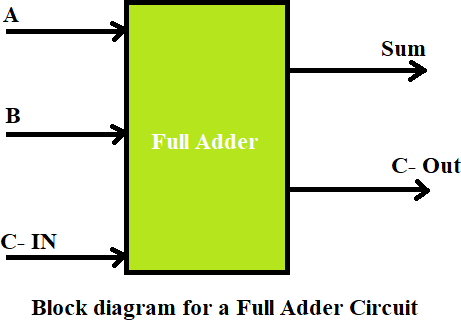 A
Sum
B
Full Adder
C- Out
C- IN
Block diagram for a Full Adder Circuit